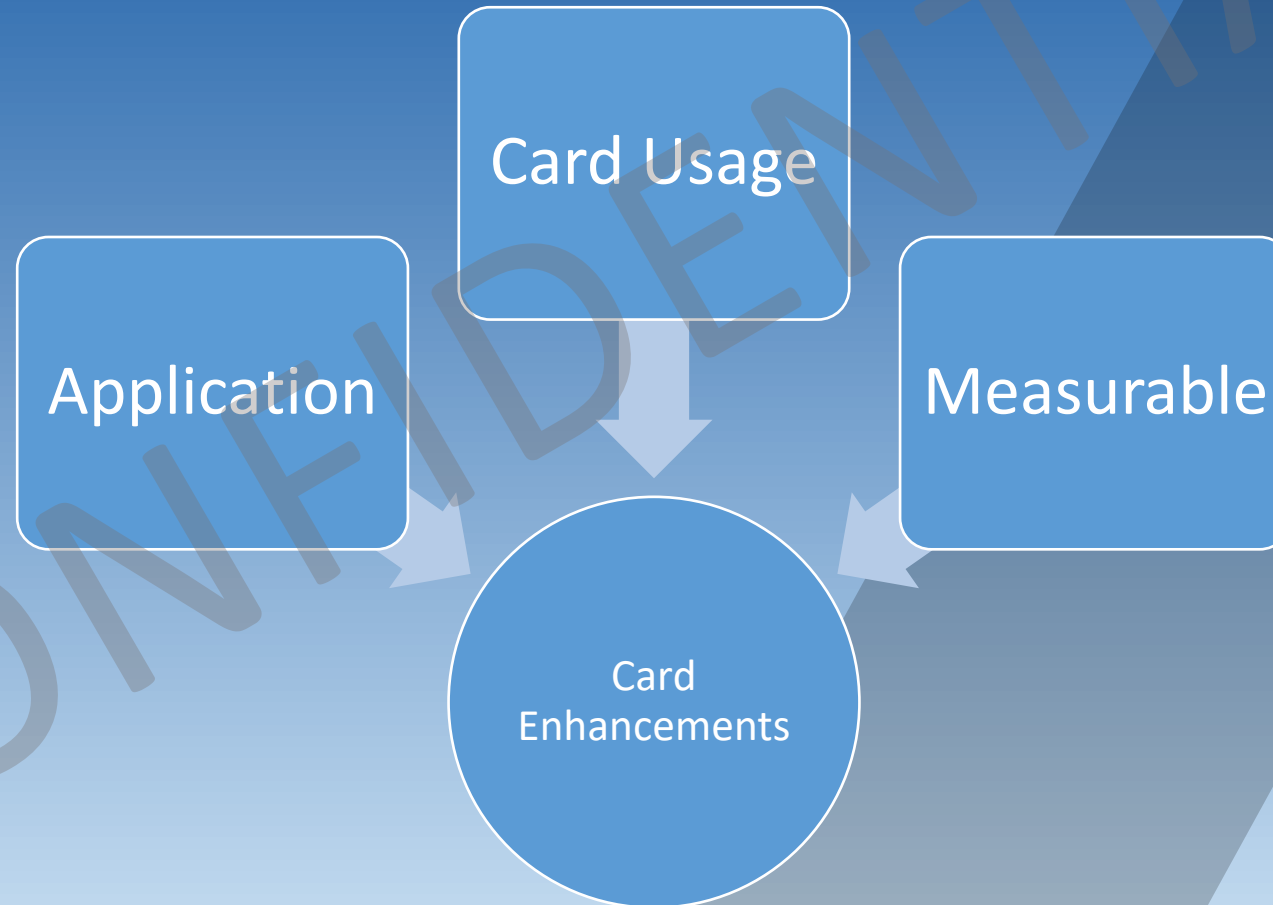 Card Usage
Application
Measurable
Card
Enhancements